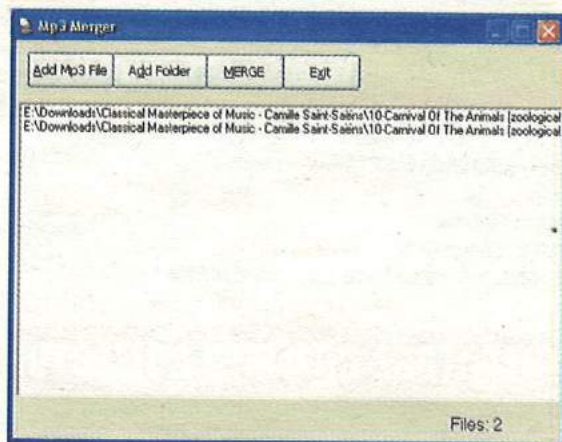 Mp3 Merger
Add Mp3 File Add Folder MERGE Exit
E:\Downloads\Classical Masterpiece of Music - Camille Saint-Saëns\10-Carnival Of The Animals [zoological
E:\Downloads\Classical Masterpiece of Music - Camille Saint-Saëns\10-Carnival Of The Animals [zoological
Files: 2